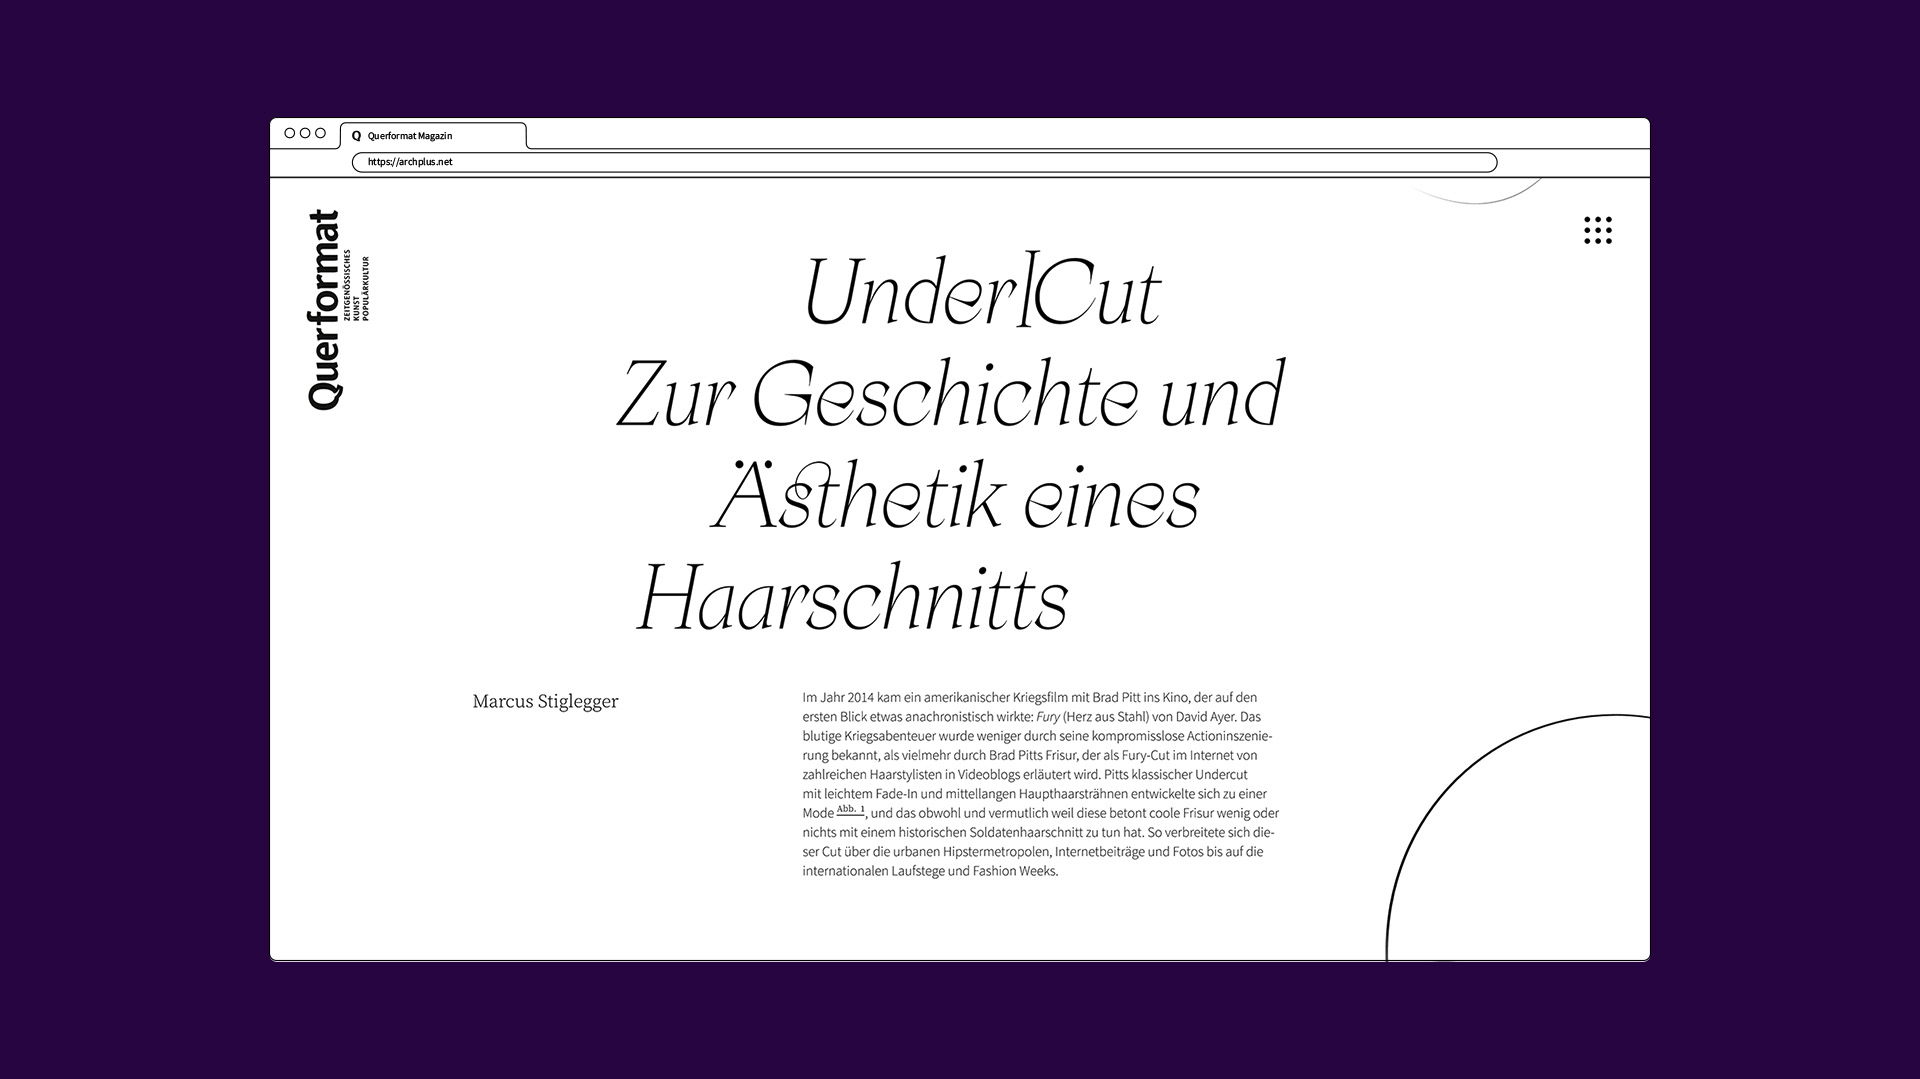 Querformat Magazin
https://archplus.net
Querformat
ZEITGENÖSSISCHES
KUNST
POPULÄRKULTUR
Under|Cut
Zur Geschichte und
Ästhetik eines
Haarschnitts
Marcus Stiglegger
Im Jahr 2014 kam ein amerikanischer Kriegsfilm mit Brad Pitt ins Kino, der auf den
ersten Blick etwas anachronistisch wirkte: Fury (Herz aus Stahl) von David Ayer. Das
blutige Kriegsabenteuer wurde weniger durch seine kompromisslose Actioninszenie-
rung bekannt, als vielmehr durch Brad Pitts Frisur, der als Fury-Cut im Internet von
zahlreichen Haarstylisten in Videoblogs erläutert wird. Pitts klassischer Undercut
mit leichtem Fade-In und mittellangen Haupthaarsträhnen entwickelte sich zu einer
Mode Abb. 1, und das obwohl und vermutlich weil diese betont coole Frisur wenig oder
nichts mit einem historischen Soldatenhaarschnitt zu tun hat. So verbreitete sich die-
ser Cut über die urbanen Hipstermetropolen, Internetbeiträge und Fotos bis auf die
internationalen Laufstege und Fashion Weeks.